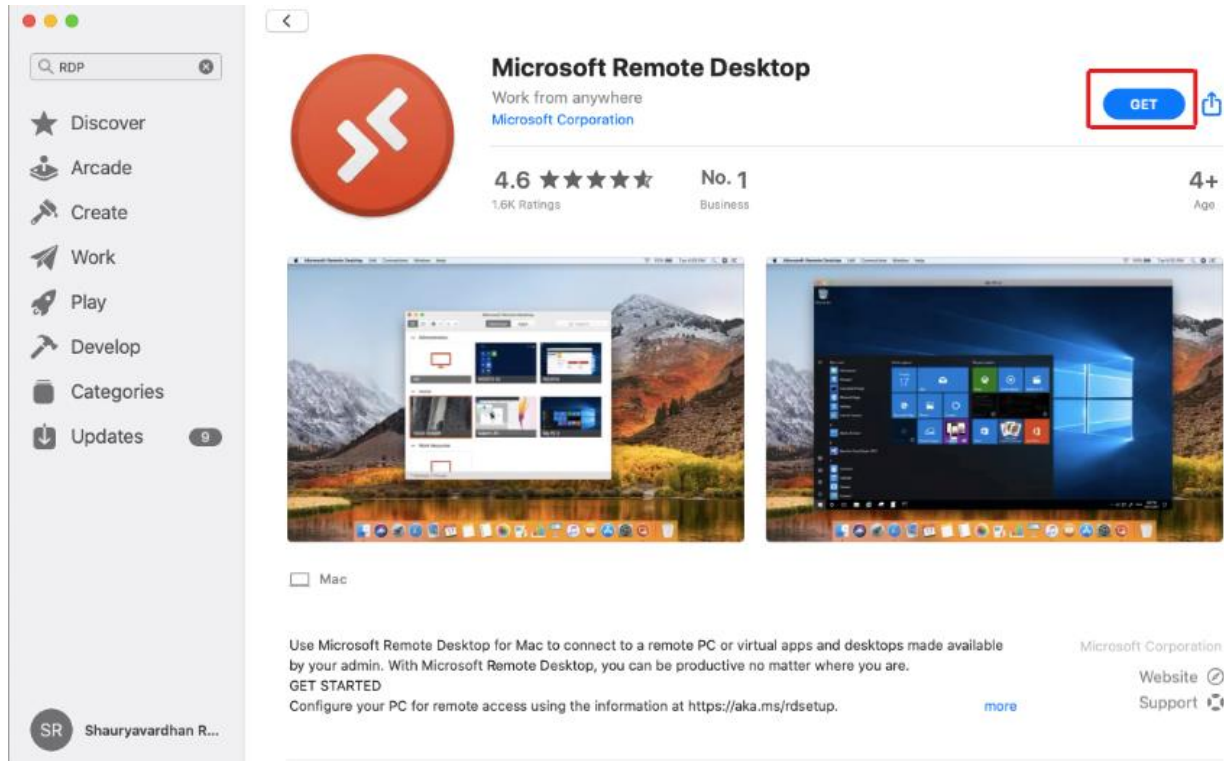 RDP
Discover
Arcade
Create
Work
Play
Develop
Categories
Updates 9
SR Shauryavardhan R...
Microsoft Remote Desktop
Work from anywhere
Microsoft Corporation
GET
4.6
1.6K Ratings
No. 1
Business
4+
Age
Mac
Use Microsoft Remote Desktop for Mac to connect to a remote PC or virtual apps and desktops made available
by your admin. With Microsoft Remote Desktop, you can be productive no matter where you are.
GET STARTED
Configure your PC for remote access using the information at https://aka.ms/rdsetup.
more
Microsoft Corporation
Website
Support